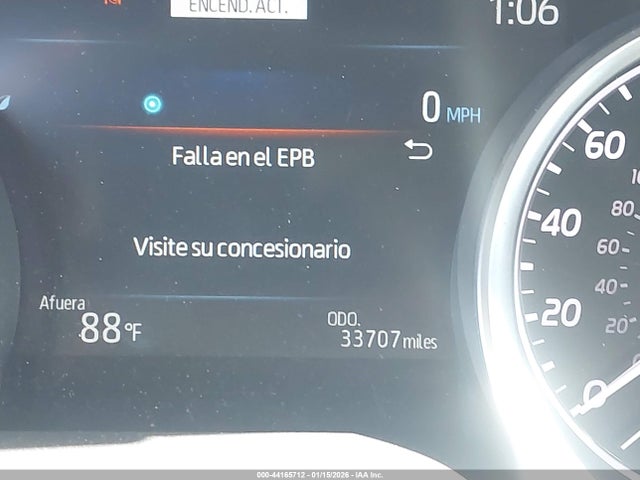 ENCEND. ACT.
1:06
0 MPH
Falla en el EPB
Visite su concesionario
Afuera
88°F
ODO.
33707 miles
60
40
20
0
80
60
40
20
000-44165712 - 01/15/2026 - IAA Inc.